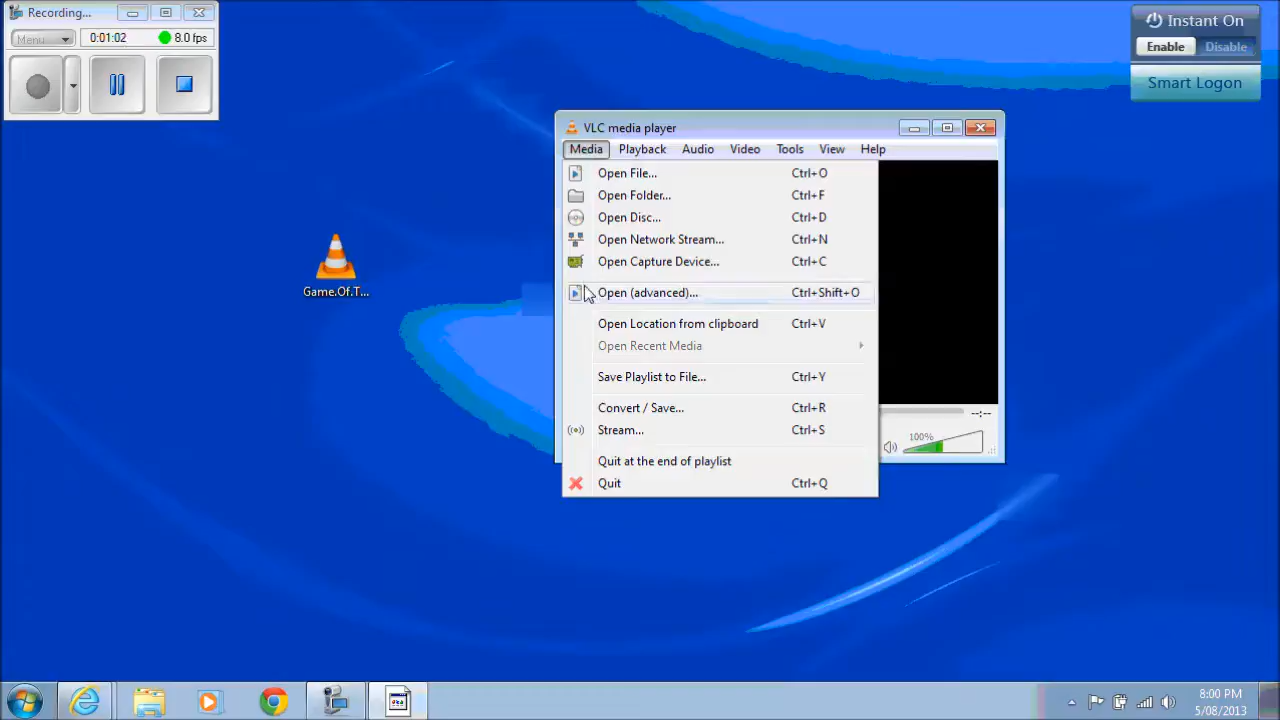 Recording...
Menu
0:01:02
8.0 fps
Instant On
Enable
Disable
Smart Logon
VLC media player
Media Playback Audio Video Tools View Help
Open File... Ctrl+O
Open Folder... Ctrl+F
Open Disc... Ctrl+D
Open Network Stream... Ctrl+N
Open Capture Device... Ctrl+C
Open (advanced)... Ctrl+Shift+O
Open Location from clipboard Ctrl+V
Open Recent Media
Save Playlist to File... Ctrl+Y
Convert / Save... Ctrl+R
Stream... Ctrl+S
Quit at the end of playlist
Quit Ctrl+Q
--:--
100%
Game.Of.T...
8:00 PM
5/08/2013